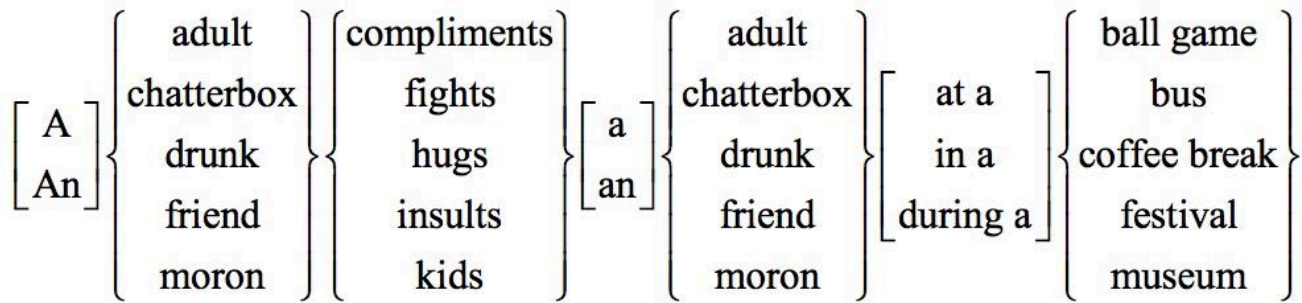 adult compliments adult ball game
chatterbox fights chatterbox at a bus
A An drunk hugs a an drunk in a coffee break
friend insults friend during a festival
moron kids moron museum